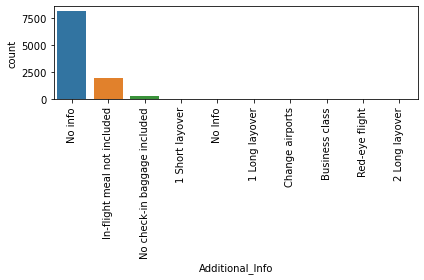 7500
5000
2500
0
count
No info
In-flight meal not included
No check-in baggage included
1 Short layover
No Info
1 Long layover
Change airports
Business class
Red-eye flight
2 Long layover
Additional_Info